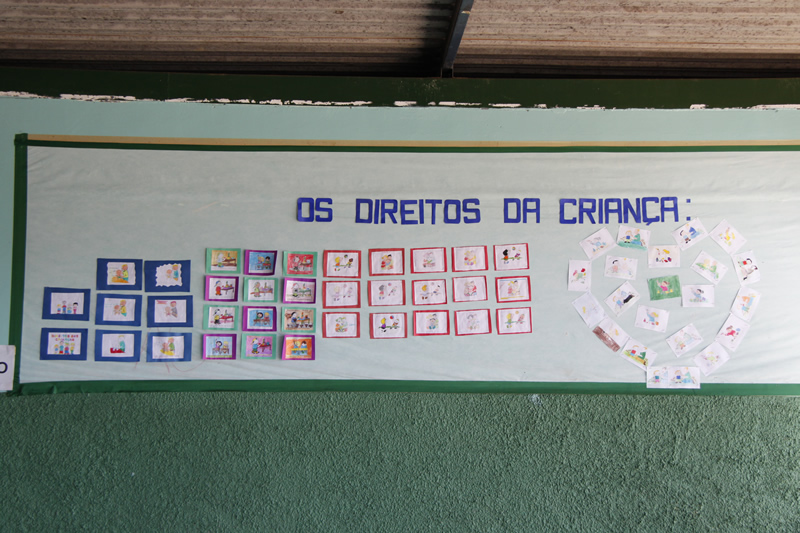 OS DIREITOS DA CRIANÇA:
O